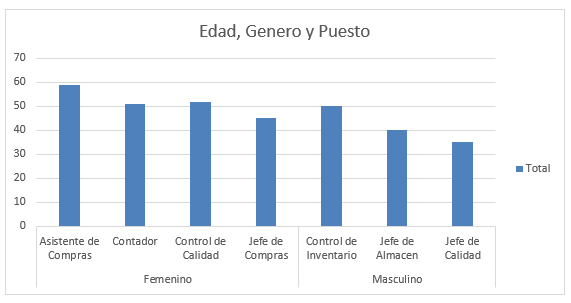 Edad, Genero y Puesto
70
60
50
40
30
20
10
0
Asistente de
Compras
Contador
Control de
Calidad
Jefe de
Compras
Control de
Inventario
Jefe de
Almacen
Jefe de
Calidad
Femenino
Masculino
Total